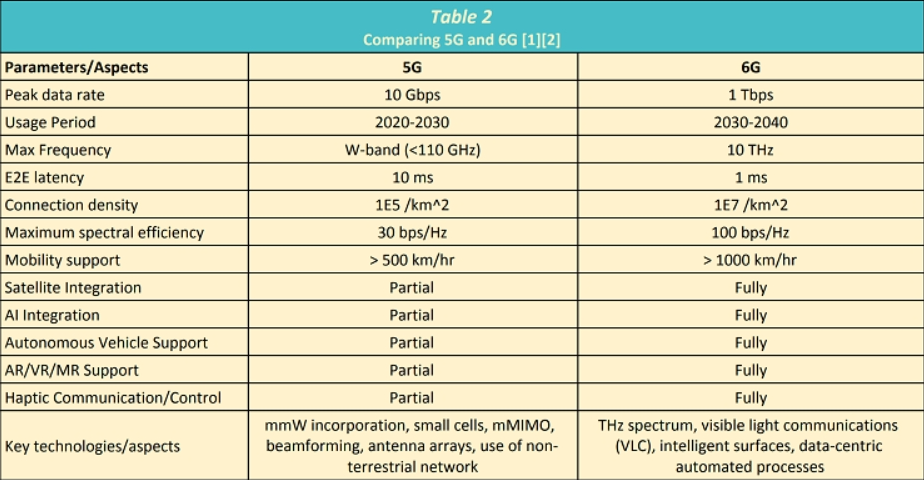 Table 2
Comparing 5G and 6G [1][2]
Parameters/Aspects 5G 6G
Peak data rate 10 Gbps 1 Tbps
Usage Period 2020-2030 2030-2040
Max Frequency W-band (<110 GHz) 10 THz
E2E latency 10 ms 1 ms
Connection density 1E5 /km^2 1E7 /km^2
Maximum spectral efficiency 30 bps/Hz 100 bps/Hz
Mobility support > 500 km/hr > 1000 km/hr
Satellite Integration Partial Fully
AI Integration Partial Fully
Autonomous Vehicle Support Partial Fully
AR/VR/MR Support Partial Fully
Haptic Communication/Control Partial Fully
Key technologies/aspects
mmW incorporation, small cells, mMIMO,
beamforming, antenna arrays, use of non-
terrestrial network
THz spectrum, visible light communications
(VLC), intelligent surfaces, data-centric
automated processes